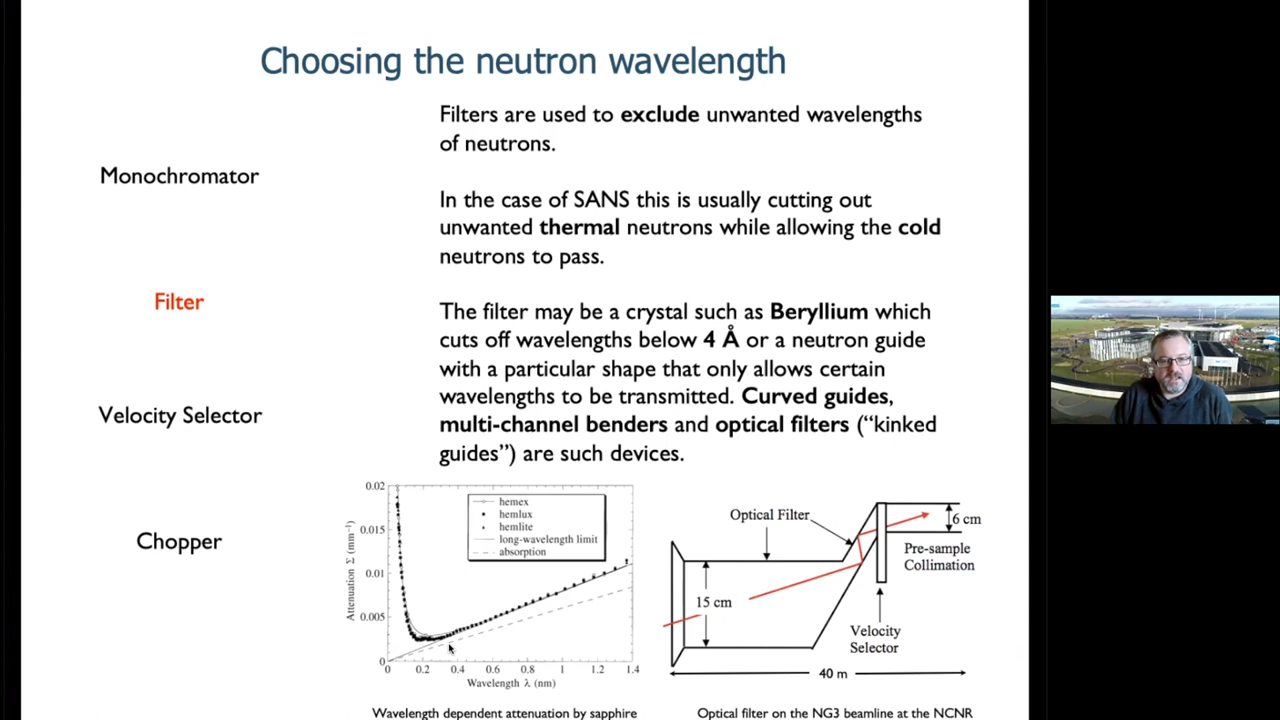 Choosing the neutron wavelength
Monochromator
Filter
Velocity Selector
Chopper
Filters are used to exclude unwanted wavelengths
of neutrons.
In the case of SANS this is usually cutting out
unwanted thermal neutrons while allowing the cold
neutrons to pass.
The filter may be a crystal such as Beryllium which
cuts off wavelengths below 4 Å or a neutron guide
with a particular shape that only allows certain
wavelengths to be transmitted. Curved guides,
multi-channel benders and optical filters (“kinked
guides”) are such devices.
0.02
0.015
0.01
0.005
0
Attenuation Σ (mm⁻¹)
hemex
hemlux
hemlite
long-wavelength limit
absorption
0 0.2 0.4 0.6 0.8 1 1.2 1.4
Wavelength λ (nm)
Wavelength dependent attenuation by sapphire
Optical Filter
6 cm
Pre-sample
Collimation
15 cm
Velocity
Selector
40 m
Optical filter on the NG3 beamline at the NCNR